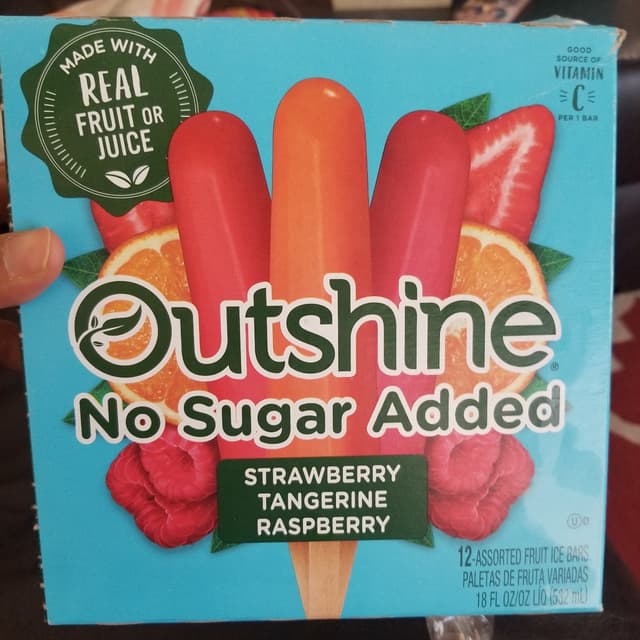 MADE WITH
REAL
FRUIT OR
JUICE
GOOD
SOURCE OF
VITAMIN
C
PER 1 BAR
Outshine®
No Sugar Added
STRAWBERRY
TANGERINE
RASPBERRY
12-ASSORTED FRUIT ICE BARS
PALETAS DE FRUTA VARIADAS
18 FL OZ/OZ LÍQ (532 mL)